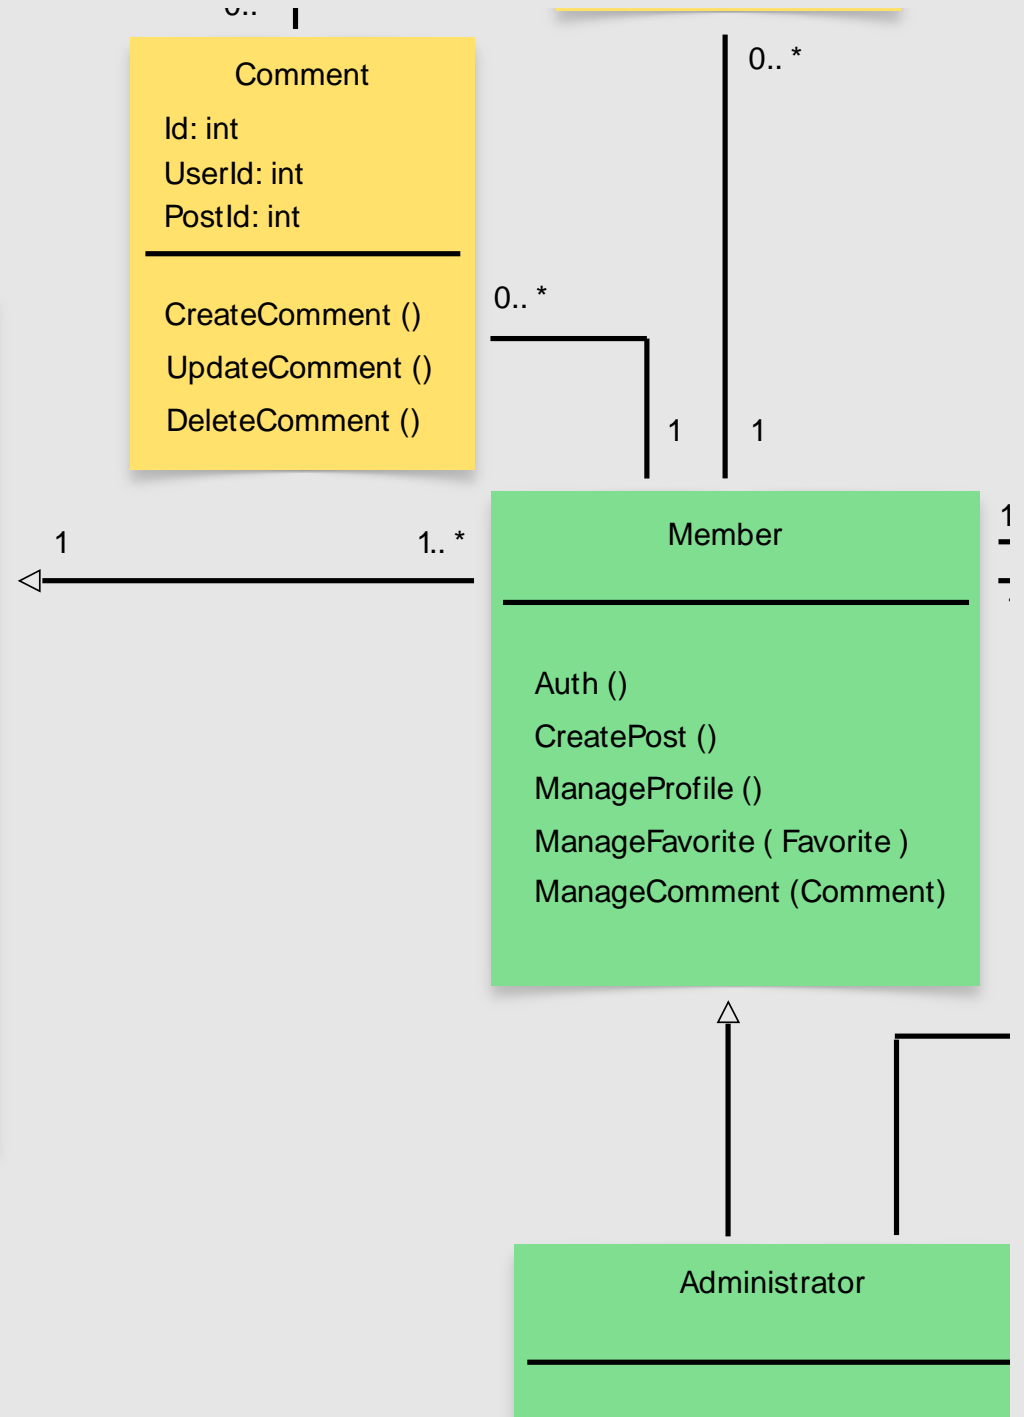 0.. *
Comment
Id: int
UserId: int
PostId: int
CreateComment ()
UpdateComment ()
DeleteComment ()
0.. *
1
1
1
1.. *
Member
1
Auth ()
CreatePost ()
ManageProfile ()
ManageFavorite ( Favorite )
ManageComment (Comment)
Administrator